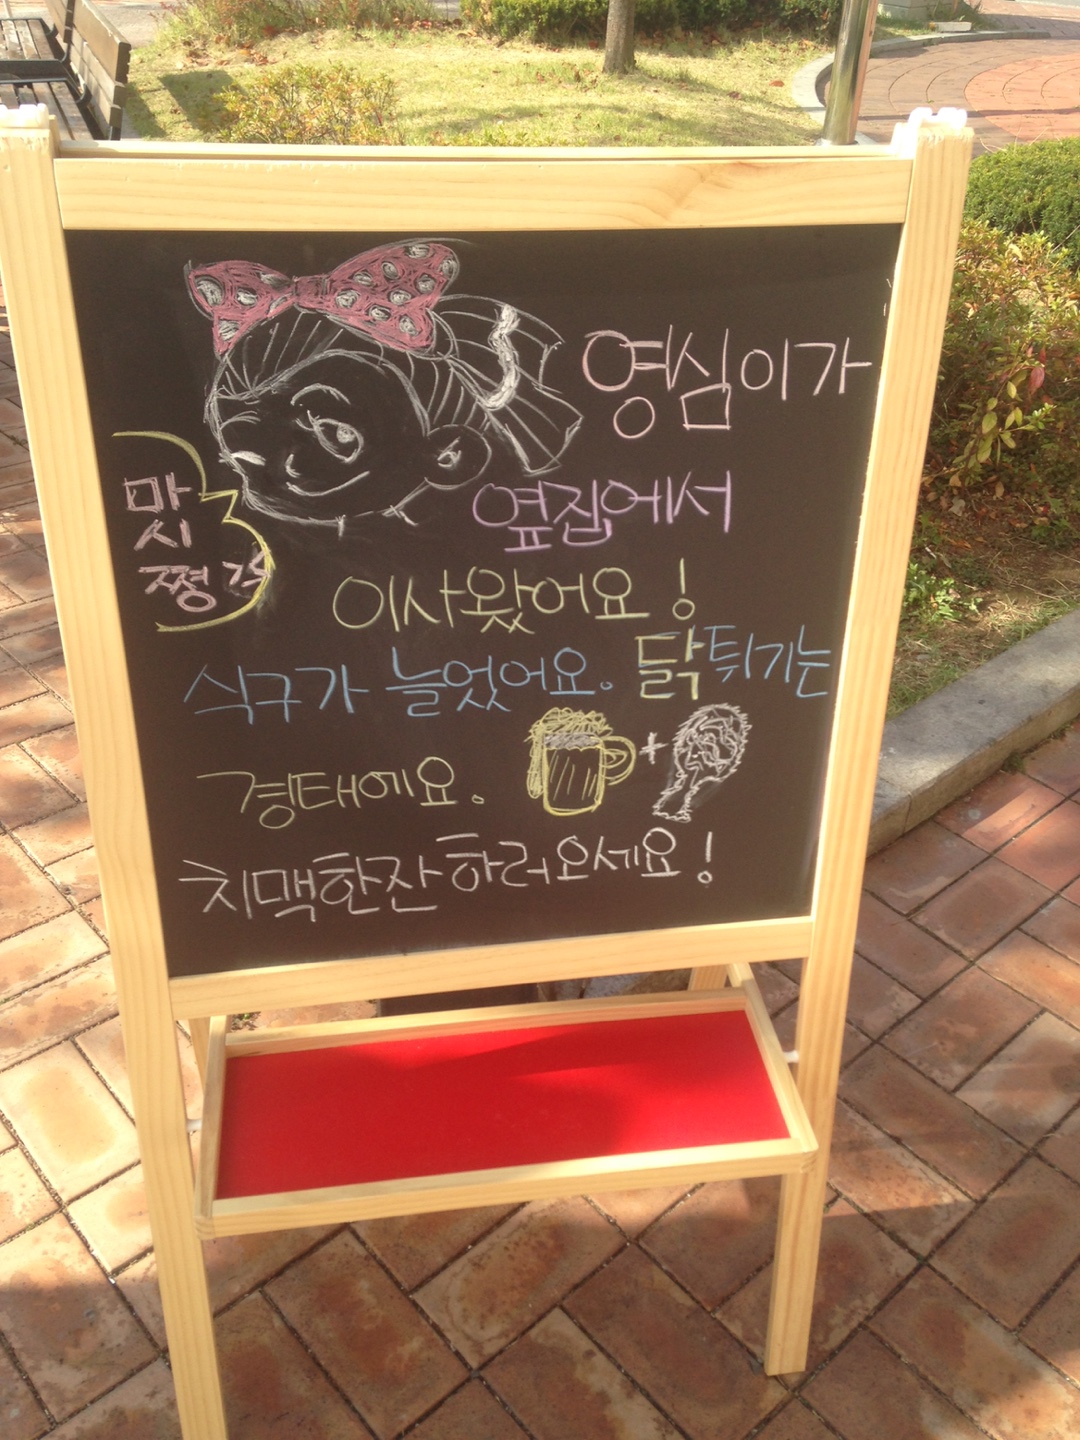 영심이가
옆집에서
마
시
쩡 ㄱㅅ
이사왔어요!
식구가 늘었어요. 닭튀기는
경태에요.
+
치맥한잔하러오세요!